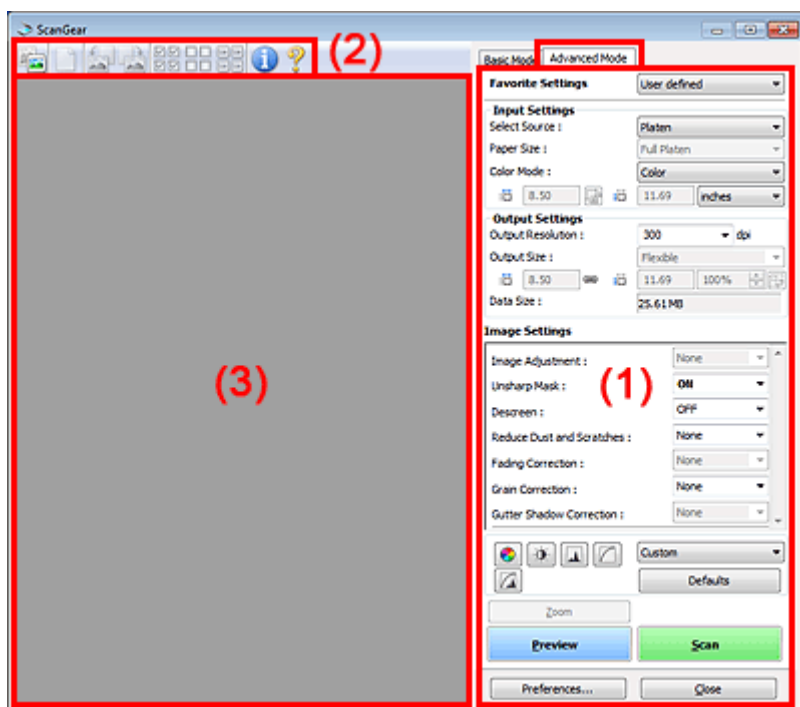 ScanGear
(2)
Basic Mode Advanced Mode
Favorite Settings User defined
Input Settings
Select Source : Platen
Paper Size : Full Platen
Color Mode : Color
8.50 11.69 inches
Output Settings
Output Resolution : 300 dpi
Output Size : Flexible
8.50 11.69 100%
Data Size : 25.61MB
Image Settings
Image Adjustment : None
(3)
(1)
Unsharp Mask : ON
Descreen : OFF
Reduce Dust and Scratches : None
Fading Correction : None
Grain Correction : None
Gutter Shadow Correction : None
Custom
Defaults
Zoom
Preview Scan
Preferences... Close